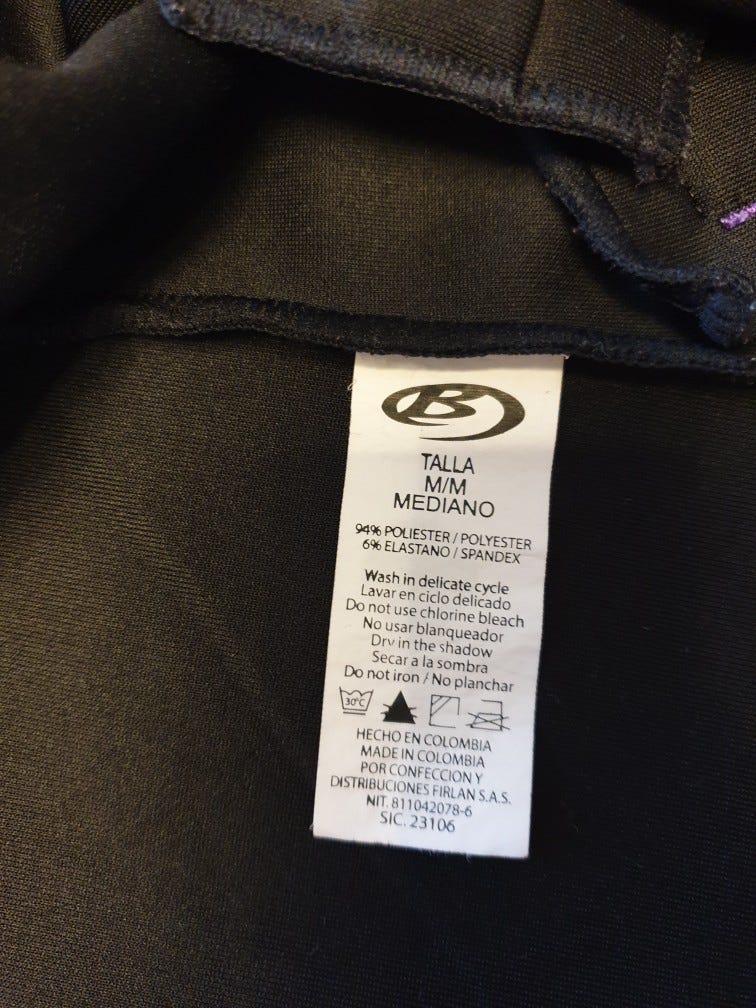 B
TALLA
M/M
MEDIANO
94% POLIESTER / POLYESTER
6% ELASTANO / SPANDEX
Wash in delicate cycle
Lavar en ciclo delicado
Do not use chlorine bleach
No usar blanqueador
Dry in the shadow
Secar a la sombra
Do not iron / No planchar
30°C
HECHO EN COLOMBIA
MADE IN COLOMBIA
POR CONFECCION Y
DISTRIBUCIONES FIRLAN S.A.S.
NIT. 811042078-6
SIC. 23106